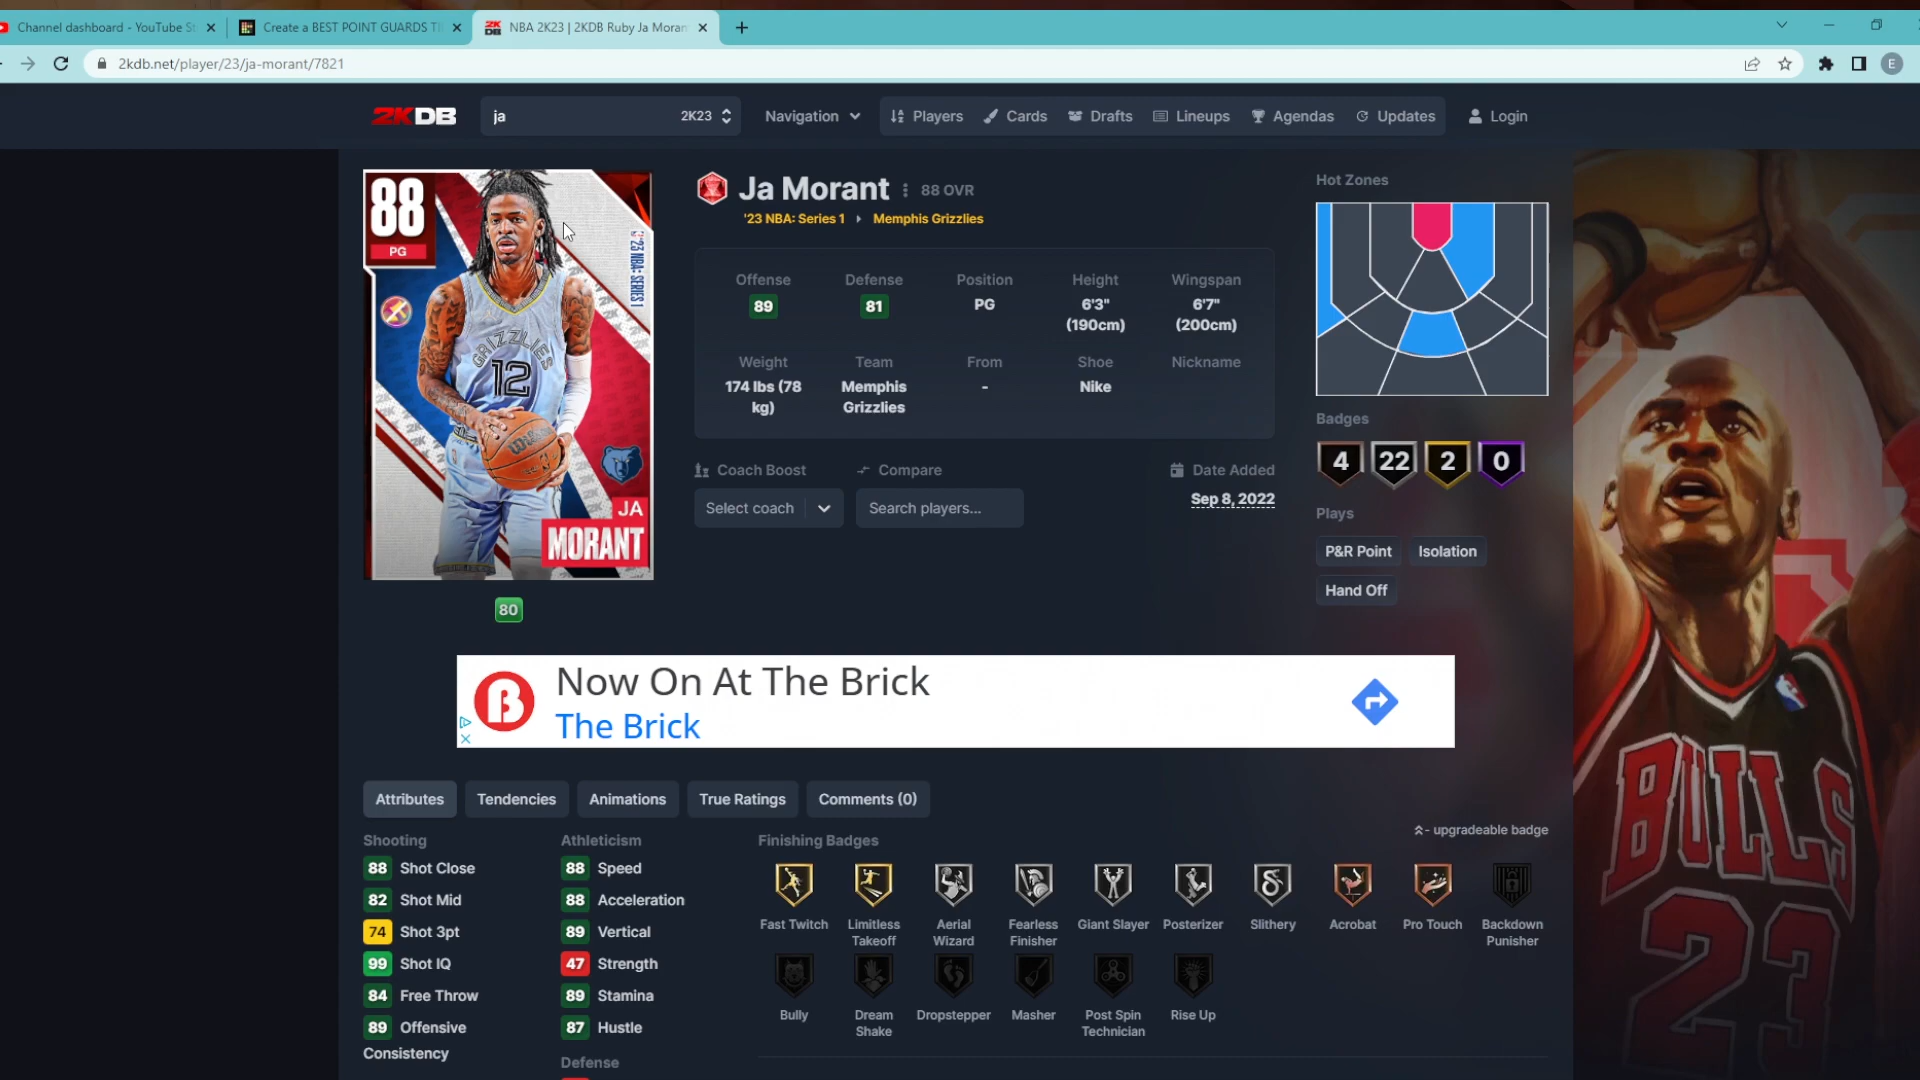 Channel dashboard - YouTube St
Create a BEST POINT GUARDS TI
NBA 2K23 | 2KDB Ruby Ja Moran
2kdb.net/player/23/ja-morant/7821
E
2KDB
ja
2K23
Navigation
Players
Cards
Drafts
Lineups
Agendas
Updates
Login
88
PG
'23 NBA: SERIES 1
GRIZZLIES
12
Wilson
2KDB
JA
MORANT
80
Ja Morant
88 OVR
'23 NBA: Series 1
Memphis Grizzlies
Offense
89
Defense
81
Position
PG
Height
6'3"
(190cm)
Wingspan
6'7"
(200cm)
Weight
174 lbs (78
kg)
Team
Memphis
Grizzlies
From
-
Shoe
Nike
Nickname
Coach Boost
Select coach
Compare
Search players...
Date Added
Sep 8, 2022
Hot Zones
Badges
4
22
2
0
Plays
P&R Point
Isolation
Hand Off
B
Now On At The Brick
The Brick
Attributes
Tendencies
Animations
True Ratings
Comments (0)
Shooting
88 Shot Close
82 Shot Mid
74 Shot 3pt
99 Shot IQ
84 Free Throw
89 Offensive
Consistency
Athleticism
88 Speed
88 Acceleration
89 Vertical
47 Strength
89 Stamina
87 Hustle
Defense
Finishing Badges
- upgradeable badge
Fast Twitch
Limitless
Takeoff
Aerial
Wizard
Fearless
Finisher
Giant Slayer
Posterizer
Slithery
Acrobat
Pro Touch
Backdown
Punisher
Bully
Dream
Shake
Dropstepper
Masher
Post Spin
Technician
Rise Up
BULLS
23